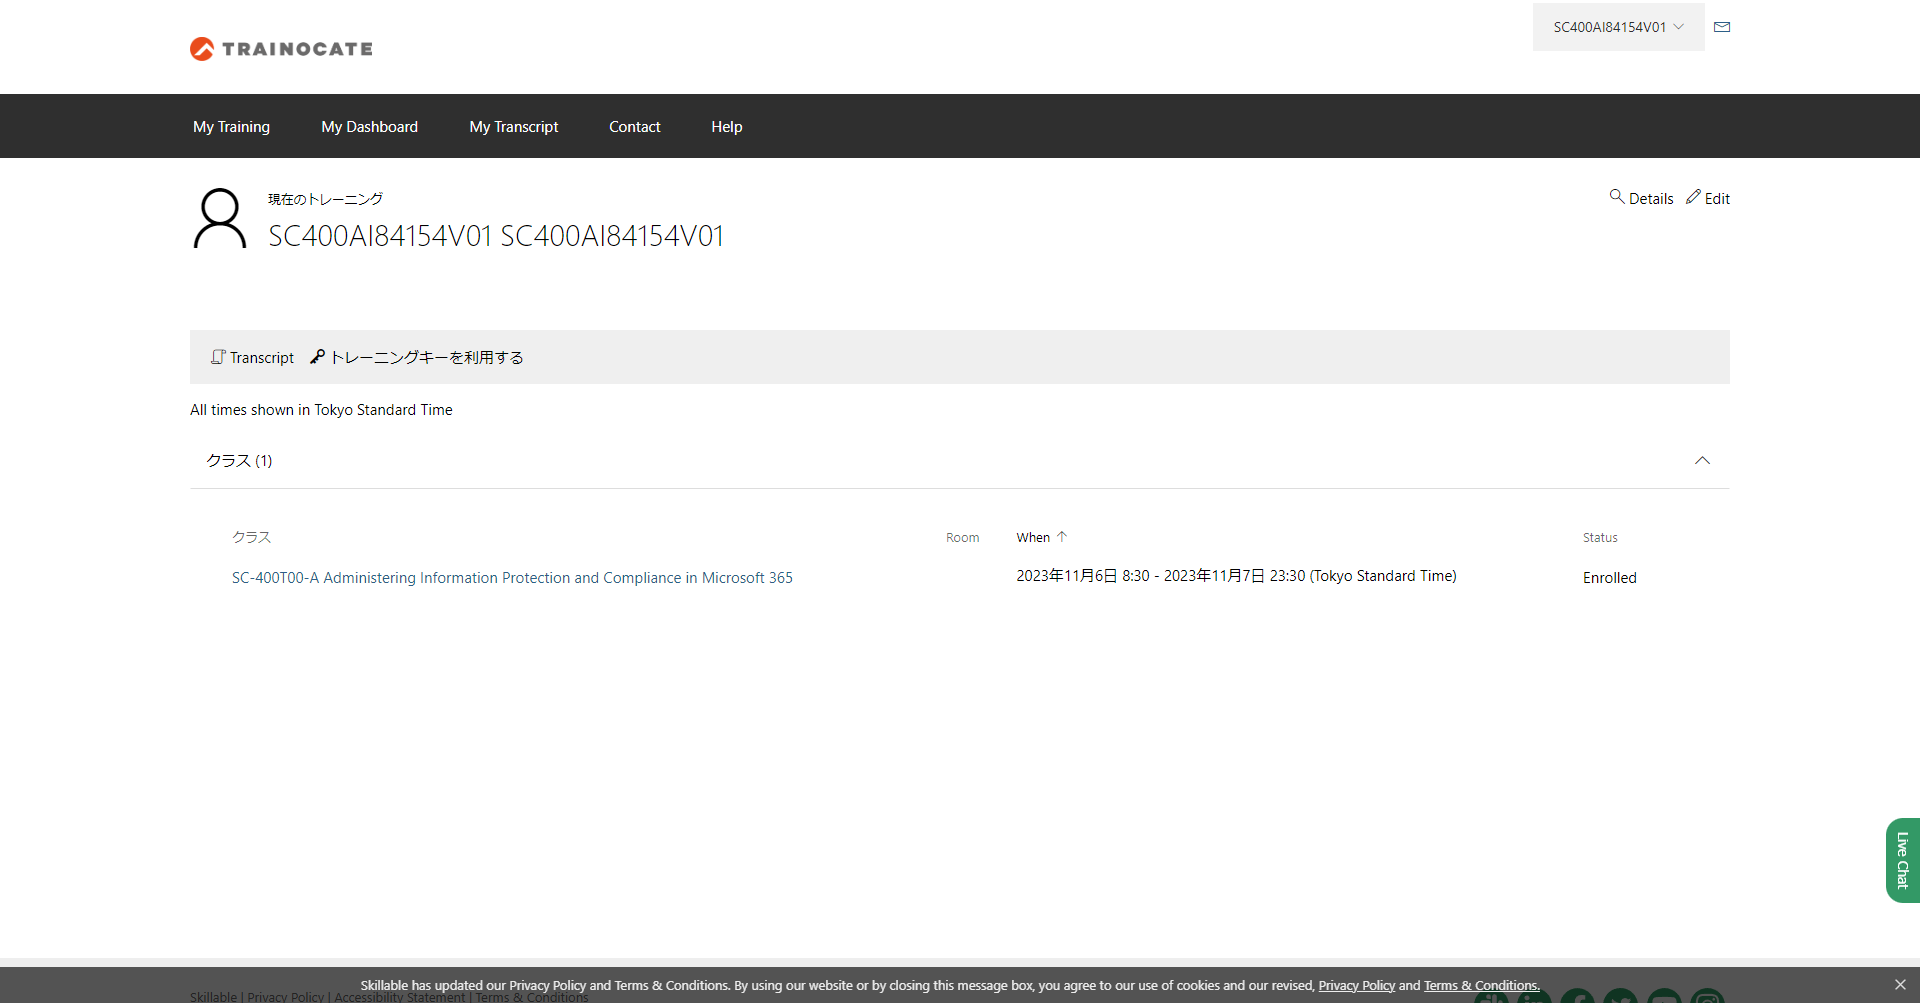 SC400AI84154V01
TRAINOCATE
My Training My Dashboard My Transcript Contact Help
現在のトレーニング
SC400AI84154V01 SC400AI84154V01
Details Edit
Transcript トレーニングキーを利用する
All times shown in Tokyo Standard Time
クラス (1)
クラス Room When Status
SC-400T00-A Administering Information Protection and Compliance in Microsoft 365 2023年11月6日 8:30 - 2023年11月7日 23:30 (Tokyo Standard Time) Enrolled
Live Chat
Skillable has updated our Privacy Policy and Terms & Conditions. By using our website or by closing this message box, you agree to our use of cookies and our revised, Privacy Policy and Terms & Conditions.
Skillable | Privacy Policy | Accessibility Statement | Terms & Conditions